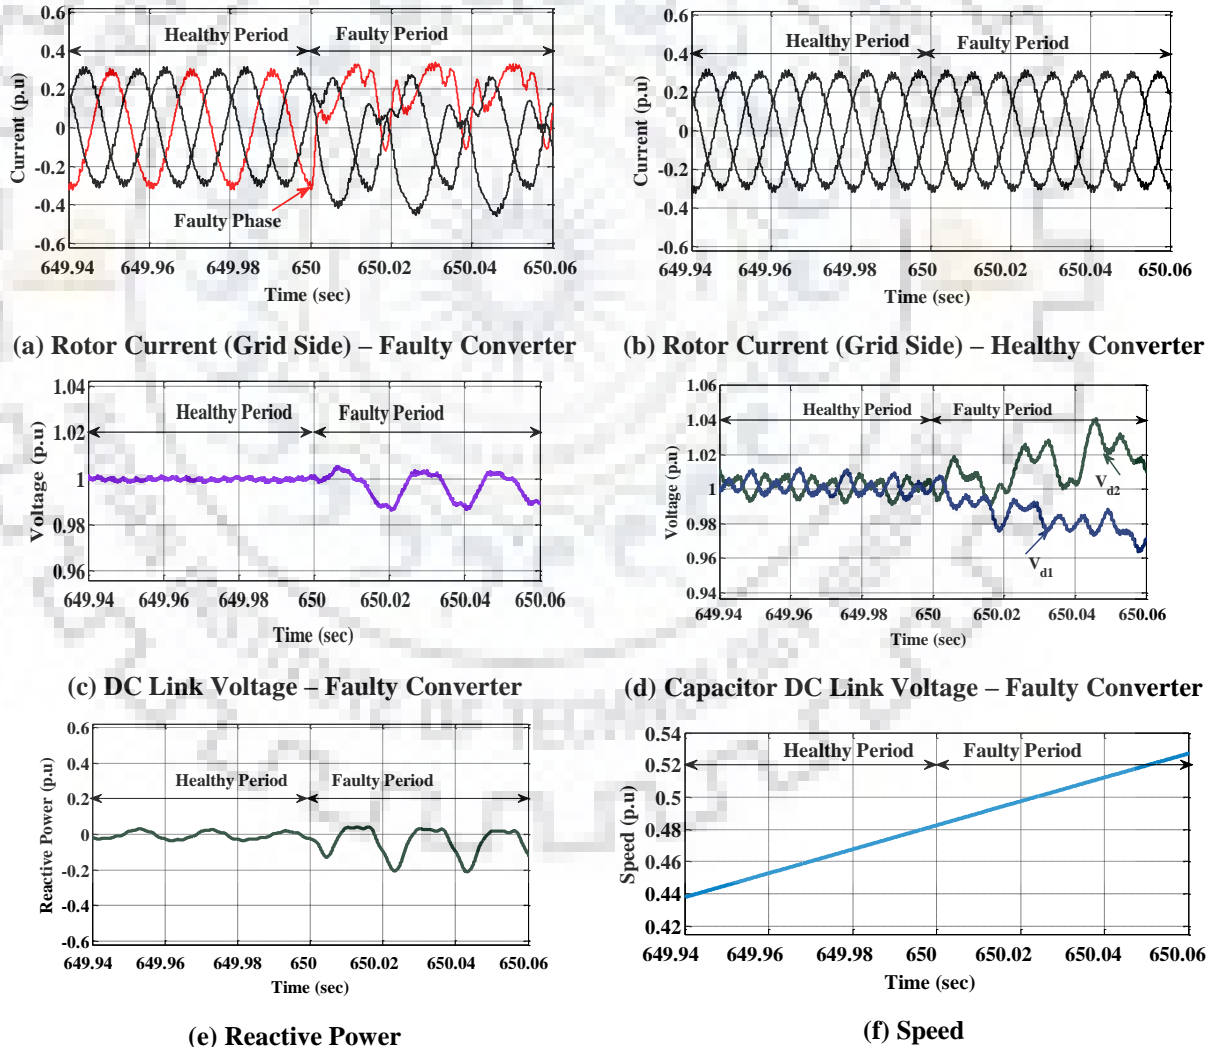 0.6
0.4
0.2
0
-0.2
-0.4
-0.6
Current (p.u)
Healthy Period
Faulty Period
Faulty Phase
649.94 649.96 649.98 650 650.02 650.04 650.06
Time (sec)
(a) Rotor Current (Grid Side) – Faulty Converter
0.6
0.4
0.2
0
-0.2
-0.4
-0.6
Current (p.u)
Healthy Period
Faulty Period
649.94 649.96 649.98 650 650.02 650.04 650.06
Time (sec)
(b) Rotor Current (Grid Side) – Healthy Converter
1.04
1.02
1
0.98
0.96
Voltage (p.u)
Healthy Period
Faulty Period
649.94 649.96 649.98 650 650.02 650.04 650.06
Time (sec)
(c) DC Link Voltage – Faulty Converter
1.06
1.04
1.02
1
0.98
0.96
0.94
Voltage (p.u)
Healthy Period
Faulty Period
Vd2
Vd1
649.94 649.96 649.98 650 650.02 650.04 650.06
Time (sec)
(d) Capacitor DC Link Voltage – Faulty Converter
0.6
0.4
0.2
0
-0.2
-0.4
-0.6
Reactive Power (p.u)
Healthy Period
Faulty Period
649.94 649.96 649.98 650 650.02 650.04 650.06
Time (sec)
(e) Reactive Power
0.54
0.52
0.5
0.48
0.46
0.44
0.42
Speed (p.u)
Healthy Period
Faulty Period
649.94 649.96 649.98 650 650.02 650.04 650.06
Time (sec)
(f) Speed